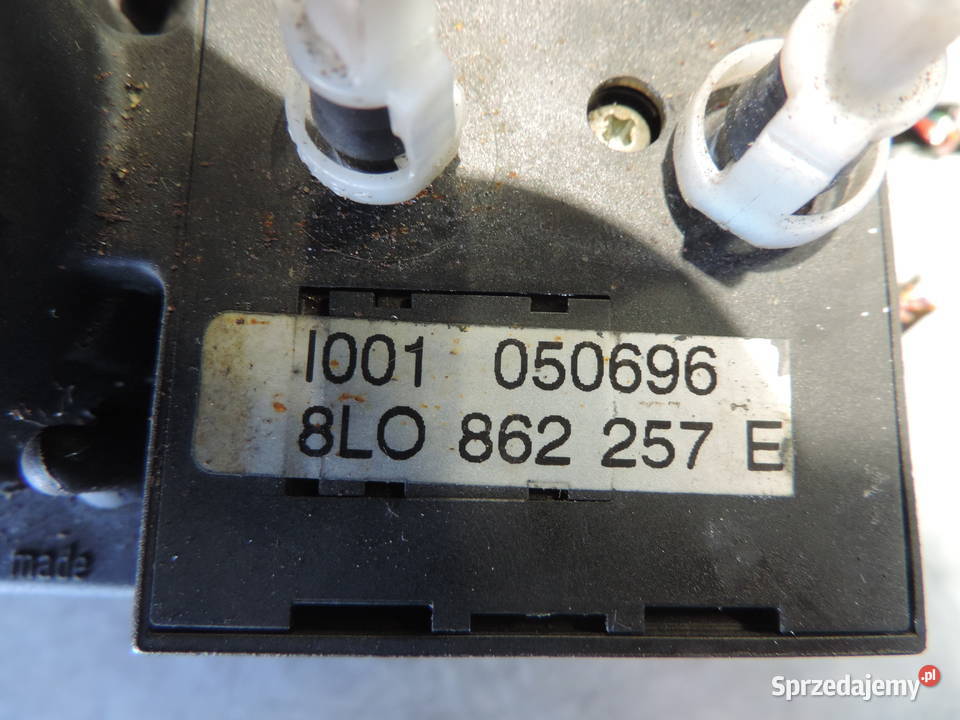 I001 050696
8LO 862 257 E
made
Sprzedajemy.pl